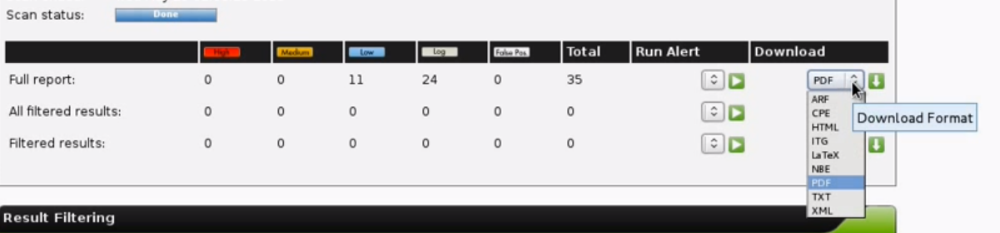 Scan status: Done
High Medium Low Log False Pos. Total Run Alert Download
Full report: 0 0 11 24 0 35 PDF
All filtered results: 0 0 0 0 0 0
Filtered results: 0 0 0 0 0 0
ARF
CPE
HTML
ITG
LaTeX
NBE
PDF
TXT
XML
Download Format
Result Filtering